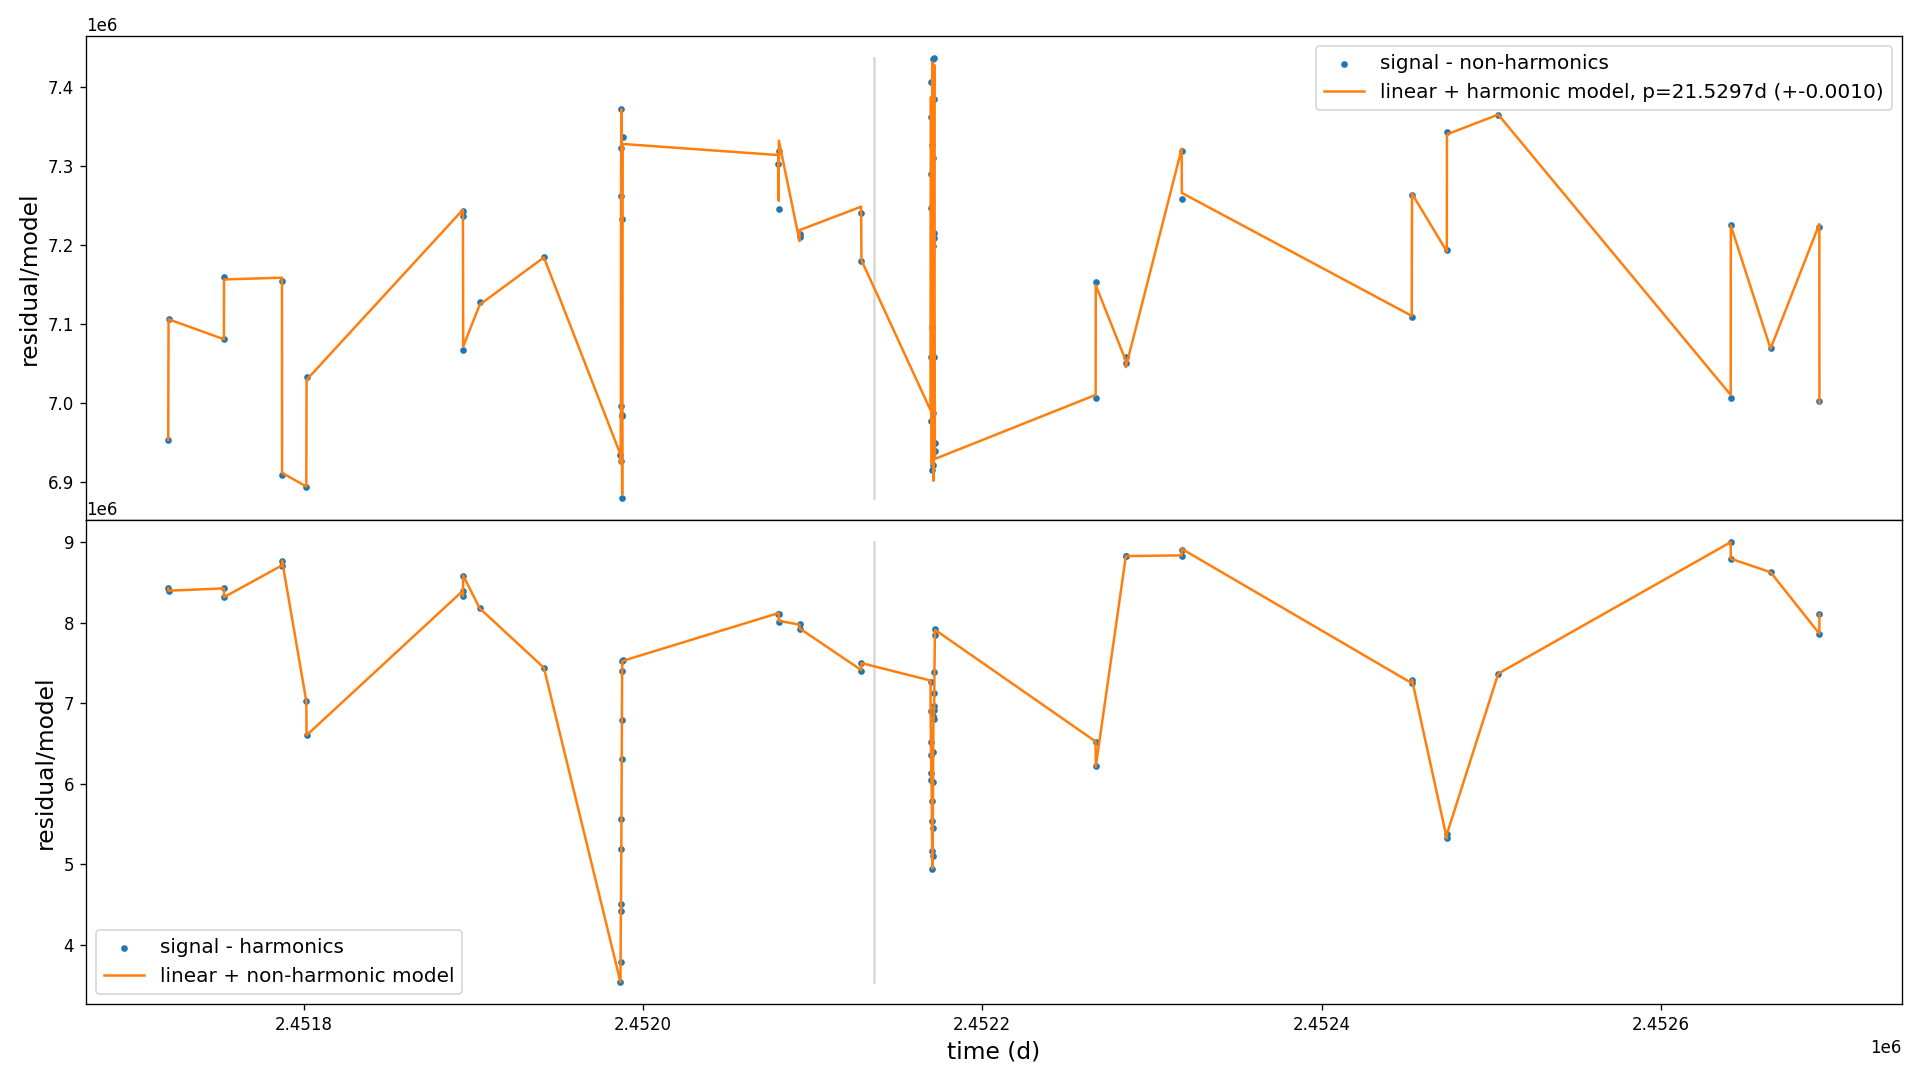 1e6
signal - non-harmonics
linear + harmonic model, p=21.5297d (+-0.0010)
7.4
7.3
7.2
7.1
7.0
6.9
residual/model
1e6
9
8
7
6
5
4
residual/model
signal - harmonics
linear + non-harmonic model
2.4518
2.4520
2.4522
2.4524
2.4526
time (d)
1e6